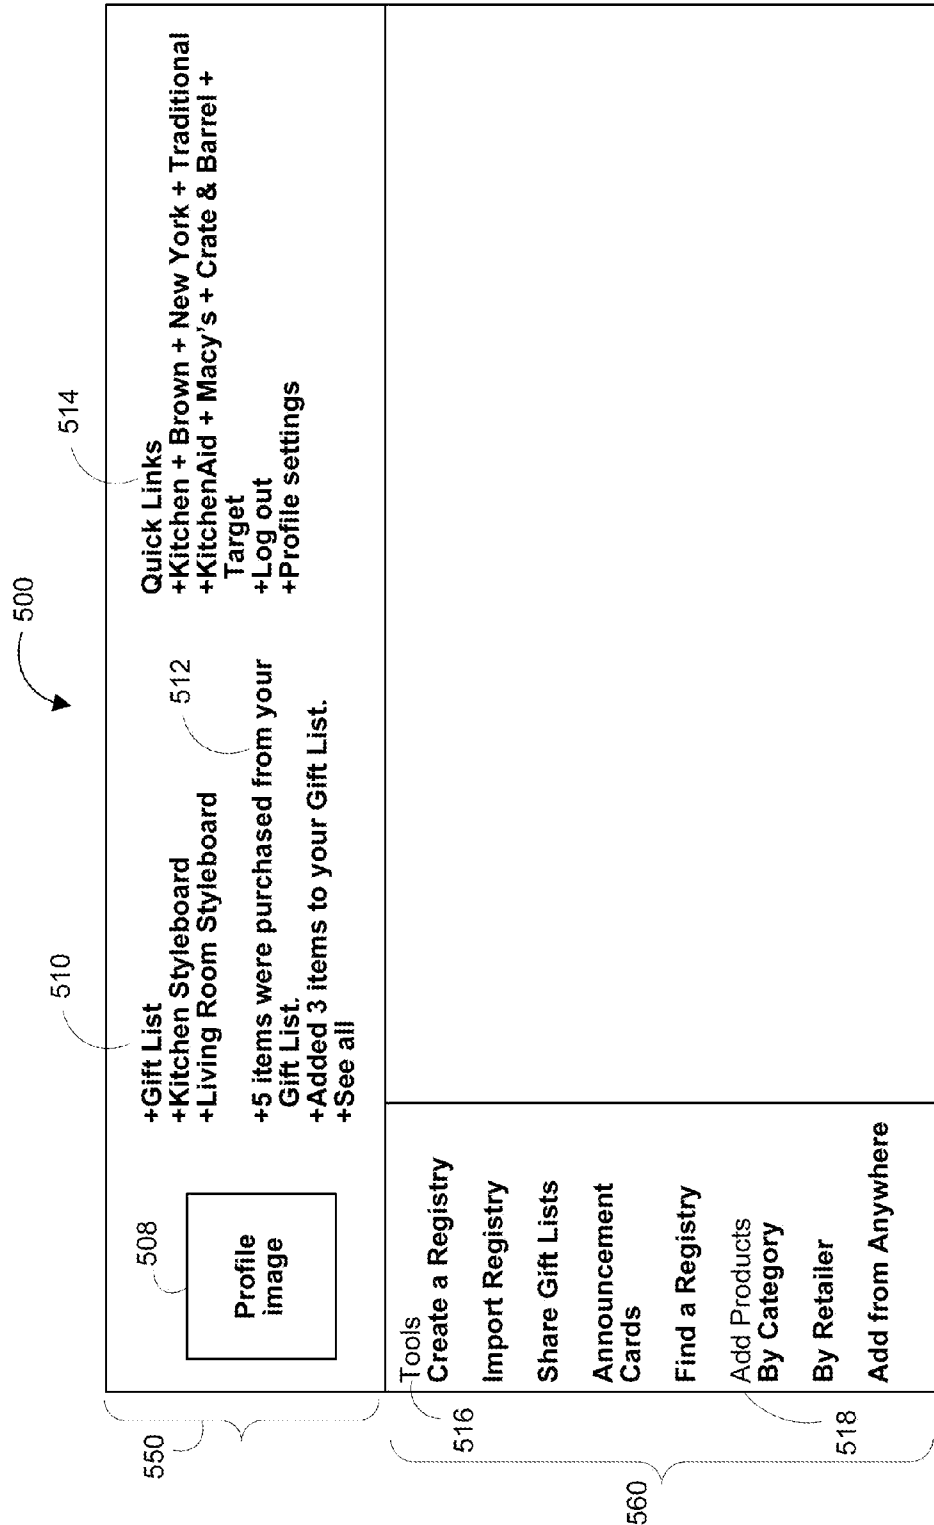 500
550
508
Profile
image
510
+Gift List
+Kitchen Styleboard
+Living Room Styleboard
512
+5 items were purchased from your
Gift List.
+Added 3 items to your Gift List.
+See all
514
Quick Links
+Kitchen + Brown + New York + Traditional
+KitchenAid + Macy's + Crate & Barrel +
Target
+Log out
+Profile settings
560
516
Tools
Create a Registry
Import Registry
Share Gift Lists
Announcement
Cards
Find a Registry
518
Add Products
By Category
By Retailer
Add from Anywhere